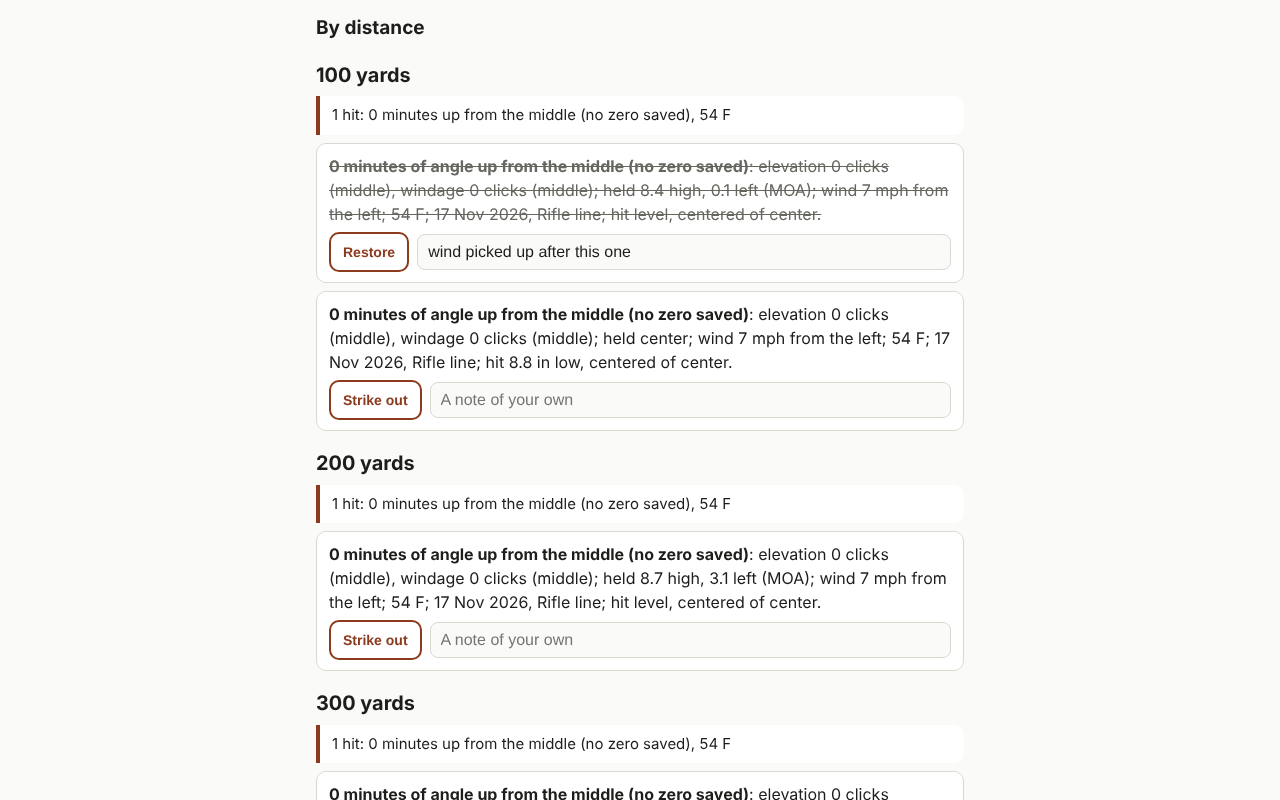 By distance
100 yards
1 hit: 0 minutes up from the middle (no zero saved), 54 F
0 minutes of angle up from the middle (no zero saved): elevation 0 clicks
(middle), windage 0 clicks (middle); held 8.4 high, 0.1 left (MOA); wind 7 mph from
the left; 54 F; 17 Nov 2026, Rifle line; hit level, centered of center.
Restore
wind picked up after this one
0 minutes of angle up from the middle (no zero saved): elevation 0 clicks
(middle), windage 0 clicks (middle); held center; wind 7 mph from the left; 54 F; 17
Nov 2026, Rifle line; hit 8.8 in low, centered of center.
Strike out
A note of your own
200 yards
1 hit: 0 minutes up from the middle (no zero saved), 54 F
0 minutes of angle up from the middle (no zero saved): elevation 0 clicks
(middle), windage 0 clicks (middle); held 8.7 high, 3.1 left (MOA); wind 7 mph from
the left; 54 F; 17 Nov 2026, Rifle line; hit level, centered of center.
Strike out
A note of your own
300 yards
1 hit: 0 minutes up from the middle (no zero saved), 54 F
0 minutes of angle up from the middle (no zero saved): elevation 0 clicks